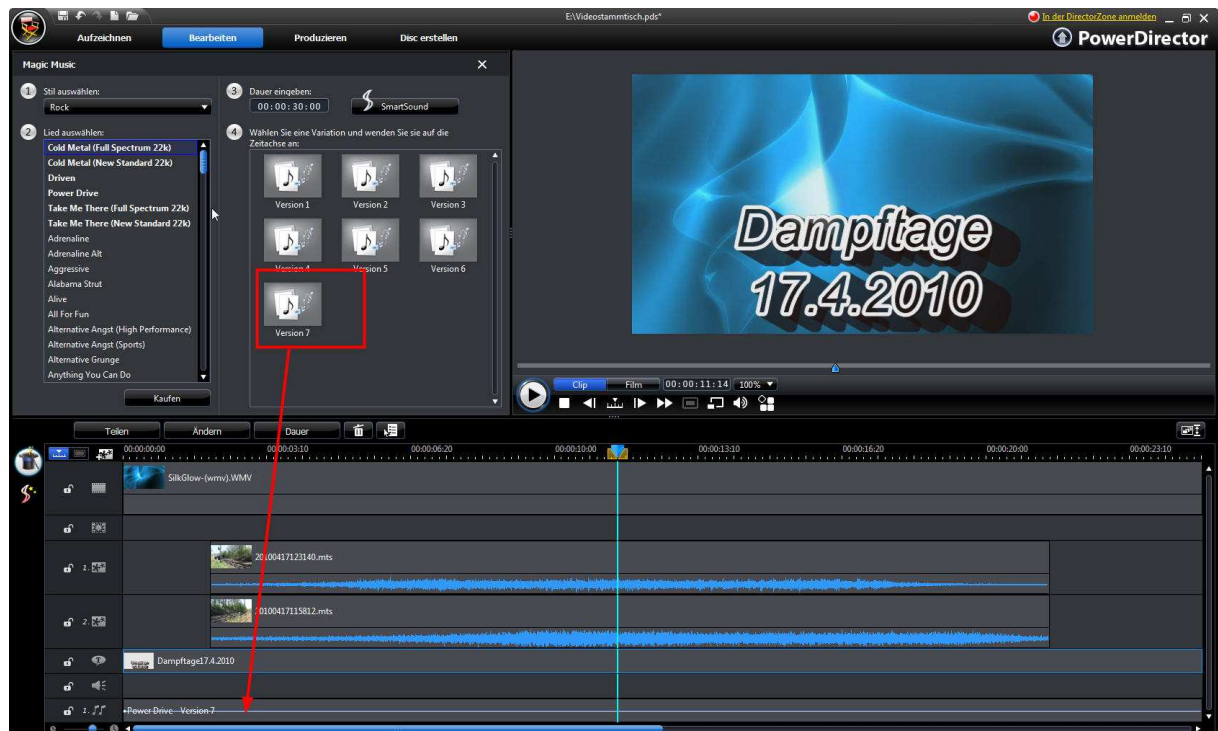 E:\Videostammtisch.pds*
In der DirectorZone anmelden
Aufzeichnen Bearbeiten Produzieren Disc erstellen
PowerDirector
Magic Music
1 Stil auswählen:
Rock
2 Lied auswählen:
Cold Metal (Full Spectrum 22k)
Cold Metal (New Standard 22k)
Driven
Power Drive
Take Me There (Full Spectrum 22k)
Take Me There (New Standard 22k)
Adrenaline
Adrenaline Alt
Aggressive
Alabama Strut
Alive
All For Fun
Alternative Angst (High Performance)
Alternative Angst (Sports)
Alternative Grunge
Anything You Can Do
Kaufen
3 Dauer eingeben:
00:00:30:00
SmartSound
4 Wählen Sie eine Variation und wenden Sie sie auf die
Zeitachse an:
Version 1 Version 2 Version 3
Version 4 Version 5 Version 6
Version 7
Dampftage
17.4.2010
Clip Film 00:00:11:14 100%
Teilen Ändern Dauer
00:00:00:00 00:00:03:10 00:00:06:20 00:00:10:00 00:00:13:10 00:00:16:20 00:00:20:00 00:00:23:10
SilkGlow-(wmv).WMV
1. 20100417123140.mts
2. 20100417115812.mts
Dampftage17.4.2010
1. Power Drive - Version 7